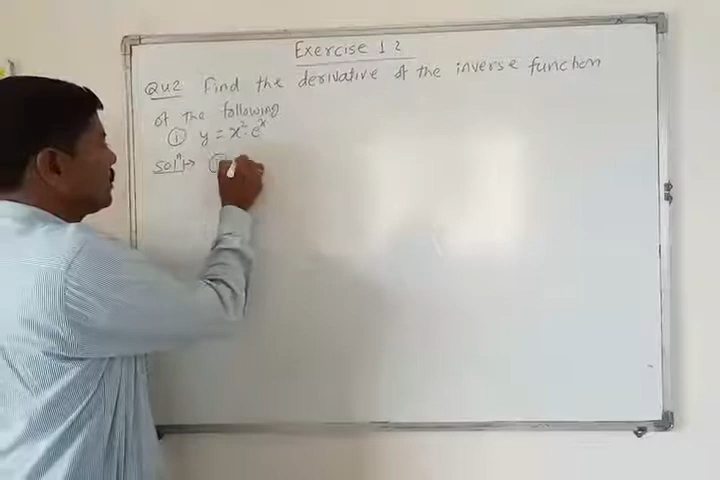 Exercise 1 2
Qu2 Find the derivative of the inverse function
of the following
① y = x².eˣ
Solⁿ→